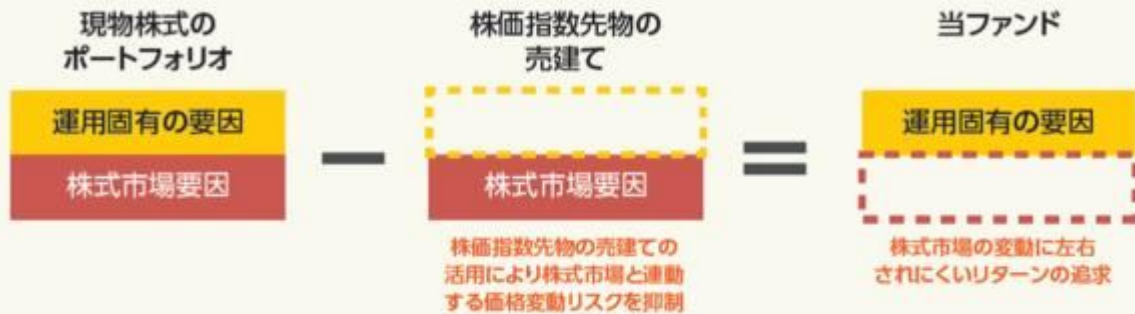 現物株式の
ポートフォリオ
運用固有の要因
株式市場要因
株価指数先物の
売建て
株式市場要因
株価指数先物の売建ての
活用により株式市場と連動
する価格変動リスクを抑制
当ファンド
運用固有の要因
株式市場の変動に左右
されにくいリターンの追求